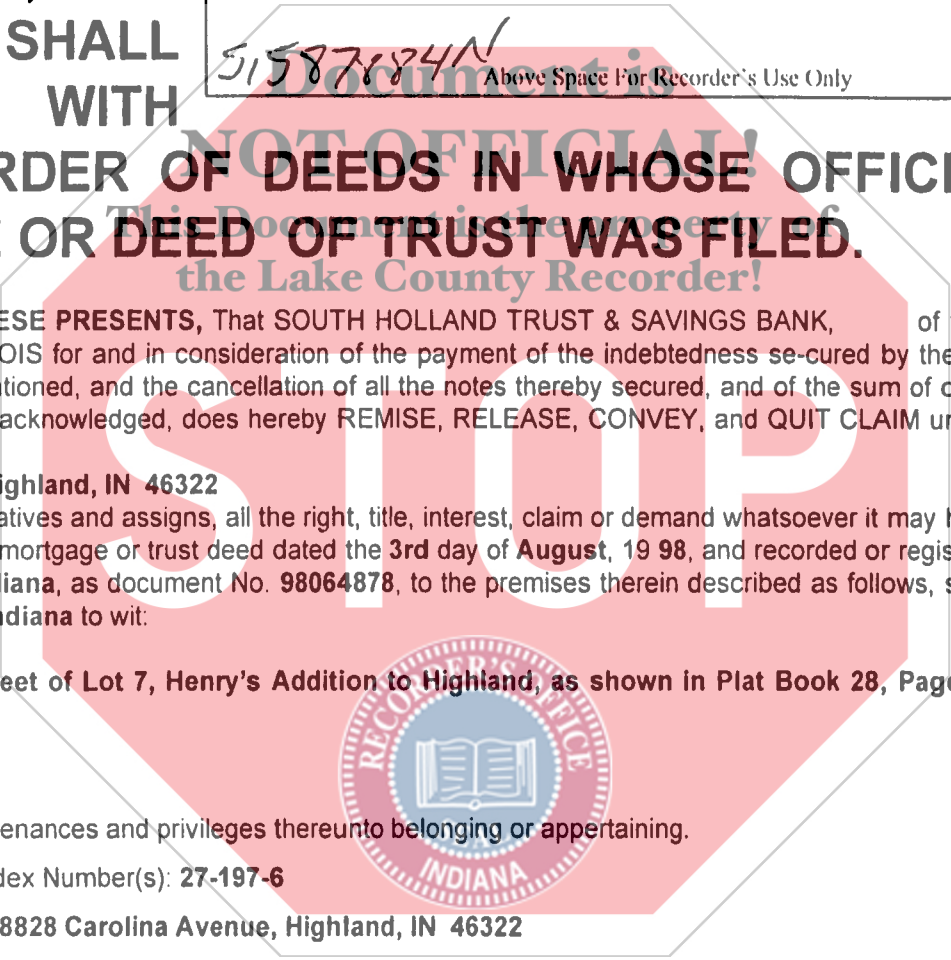 SHALL
51587884N
Above Space For Recorder's Use Only
WITH
Document is
NOT OFFICIAL!
RDER OF DEEDS IN WHOSE OFFIC
This Document is the property of
E OR DEED OF TRUST WAS FILED.
the Lake County Recorder!
ESE PRESENTS, That SOUTH HOLLAND TRUST & SAVINGS BANK, of
OIS for and in consideration of the payment of the indebtedness se-cured by the
tioned, and the cancellation of all the notes thereby secured, and of the sum of
acknowledged, does hereby REMISE, RELEASE, CONVEY, and QUIT CLAIM un
STOP
ighland, IN 46322
atives and assigns, all the right, title, interest, claim or demand whatsoever it may
mortgage or trust deed dated the 3rd day of August, 19 98, and recorded or regis
diana, as document No. 98064878, to the premises therein described as follows, s
ndiana to wit:
eet of Lot 7, Henry's Addition to Highland, as shown in Plat Book 28, Page
RECORDER'S OFFICE
INDIANA
enances and privileges thereunto belonging or appertaining.
dex Number(s): 27-197-6
8828 Carolina Avenue, Highland, IN 46322